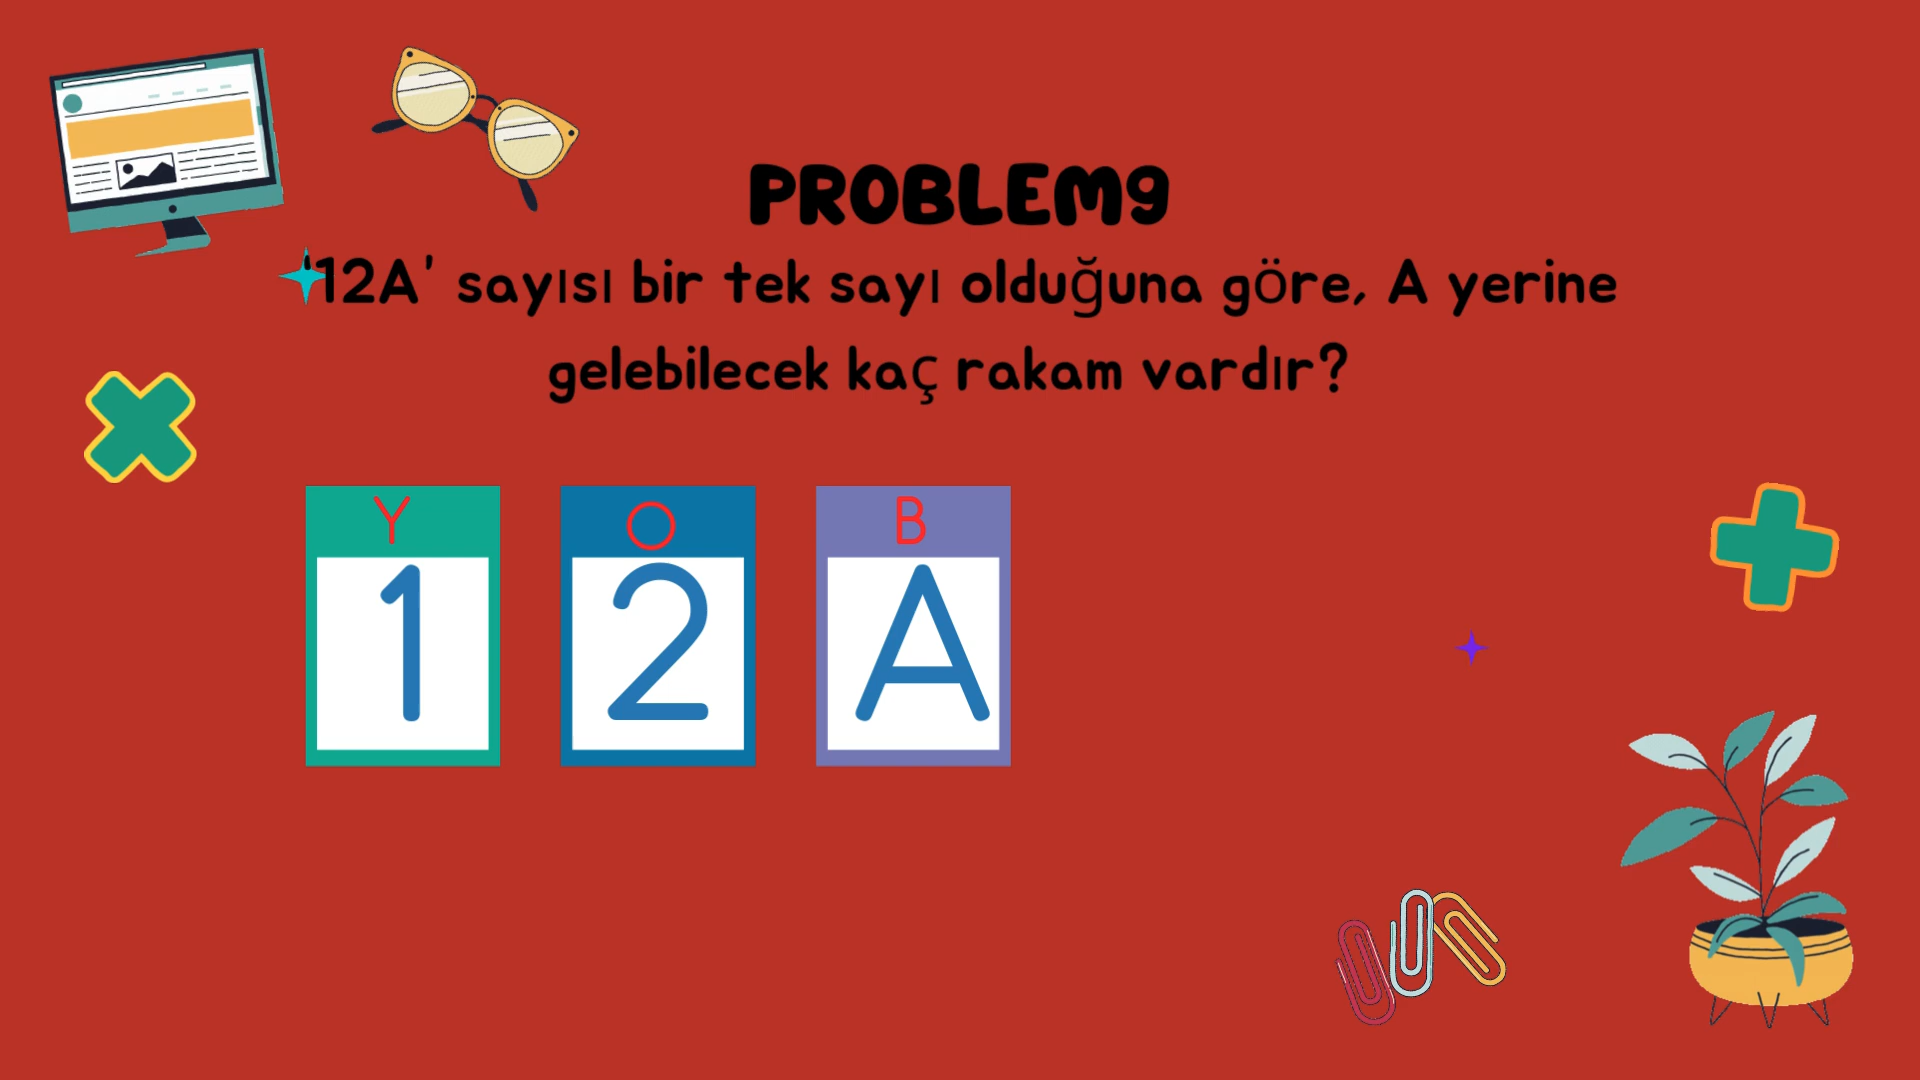 PROBLEM9
'12A' sayısı bir tek sayı olduğuna göre, A yerine
gelebilecek kaç rakam vardır?
Y O B
1 2 A